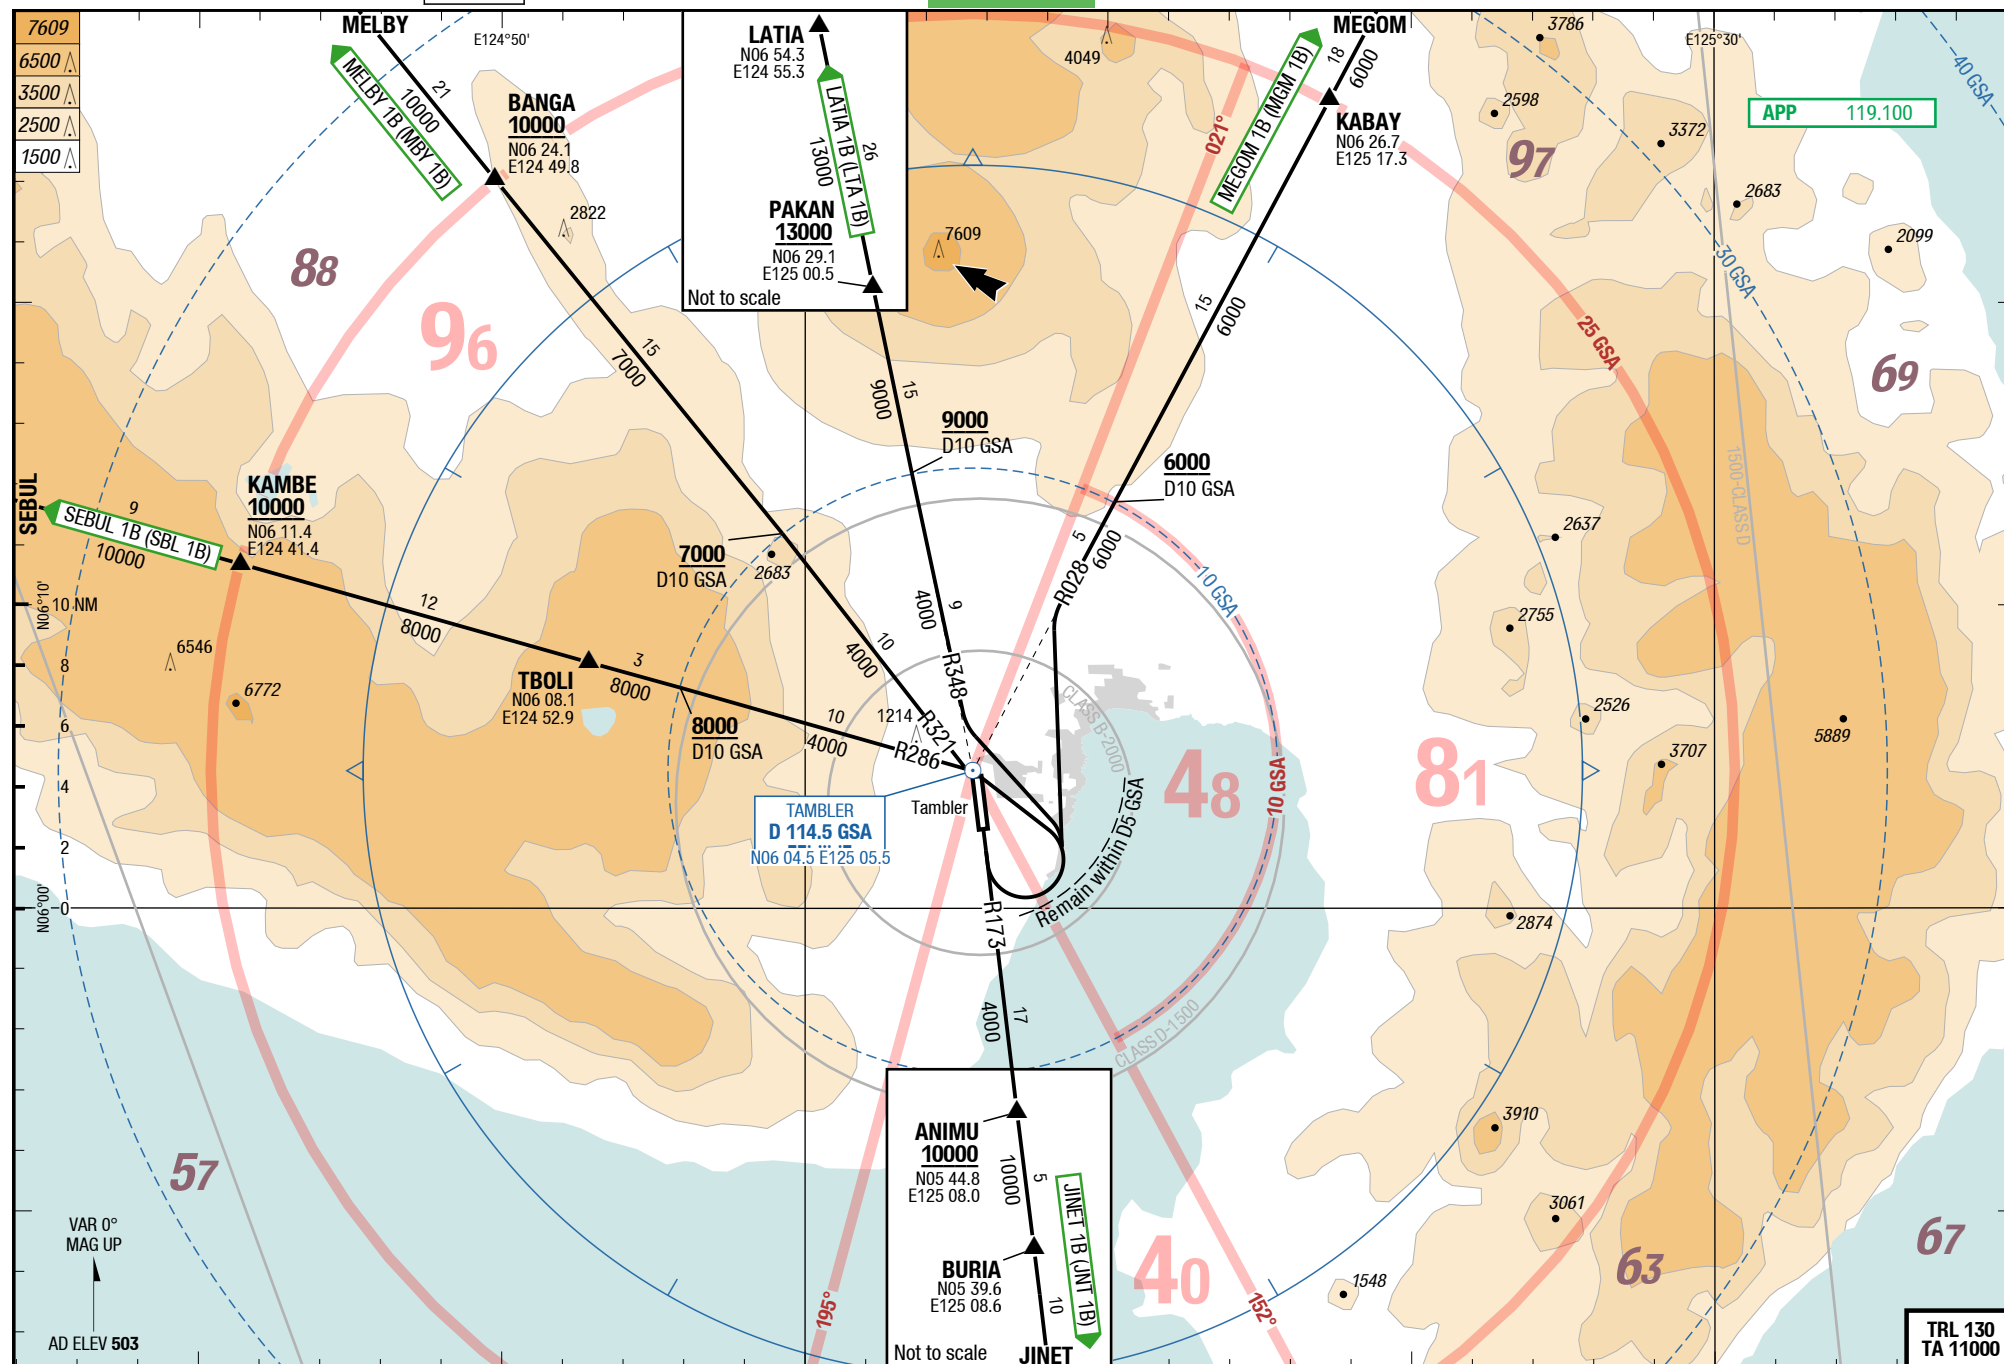 7609
6500
3500
2500
1500
MELBY
E124°50'
MELBY 1B (MBY 1B)
21
10000
BANGA
10000
N06 24.1
E124 49.8
2822
88
96
15
7000
LATIA
N06 54.3
E124 55.3
LATIA 1B (LTA 1B)
26
13000
PAKAN
13000
N06 29.1
E125 00.5
Not to scale
4049
7609
021°
MEGOM
18
6000
MEGOM 1B (MGM 1B)
KABAY
N06 26.7
E125 17.3
15
6000
3786
2598
3372
97
2683
2099
E125°30'
40 GSA
APP 119.100
30 GSA
25 GSA
69
1500-CLASS D
9000
D10 GSA
15
9000
6000
D10 GSA
5
6000
R028
10 GSA
SEBUL
9
SEBUL 1B (SBL 1B)
10000
KAMBE
10000
N06 11.4
E124 41.4
7000
D10 GSA
2683
N06°10'
10 NM
8
6
4
2
0
N06°00'
12
8000
6546
6772
TBOLI
N06 08.1
E124 52.9
3
8000
8000
D10 GSA
10
4000
10
4000
9
4000
R348
R321
R286
1214
TAMBLER
D 114.5 GSA
N06 04.5 E125 05.5
Tambler
CLASS B-2000
Remain within D5 GSA
48
10 GSA
81
2637
2755
2526
3707
5889
2874
R173
17
4000
CLASS D-1500
ANIMU
10000
N05 44.8
E125 08.0
5
10000
JINET 1B (JNT 1B)
BURIA
N05 39.6
E125 08.6
10
Not to scale
JINET
195°
152°
40
3910
3061
1548
63
67
57
VAR 0°
MAG UP
AD ELEV 503
TRL 130
TA 11000